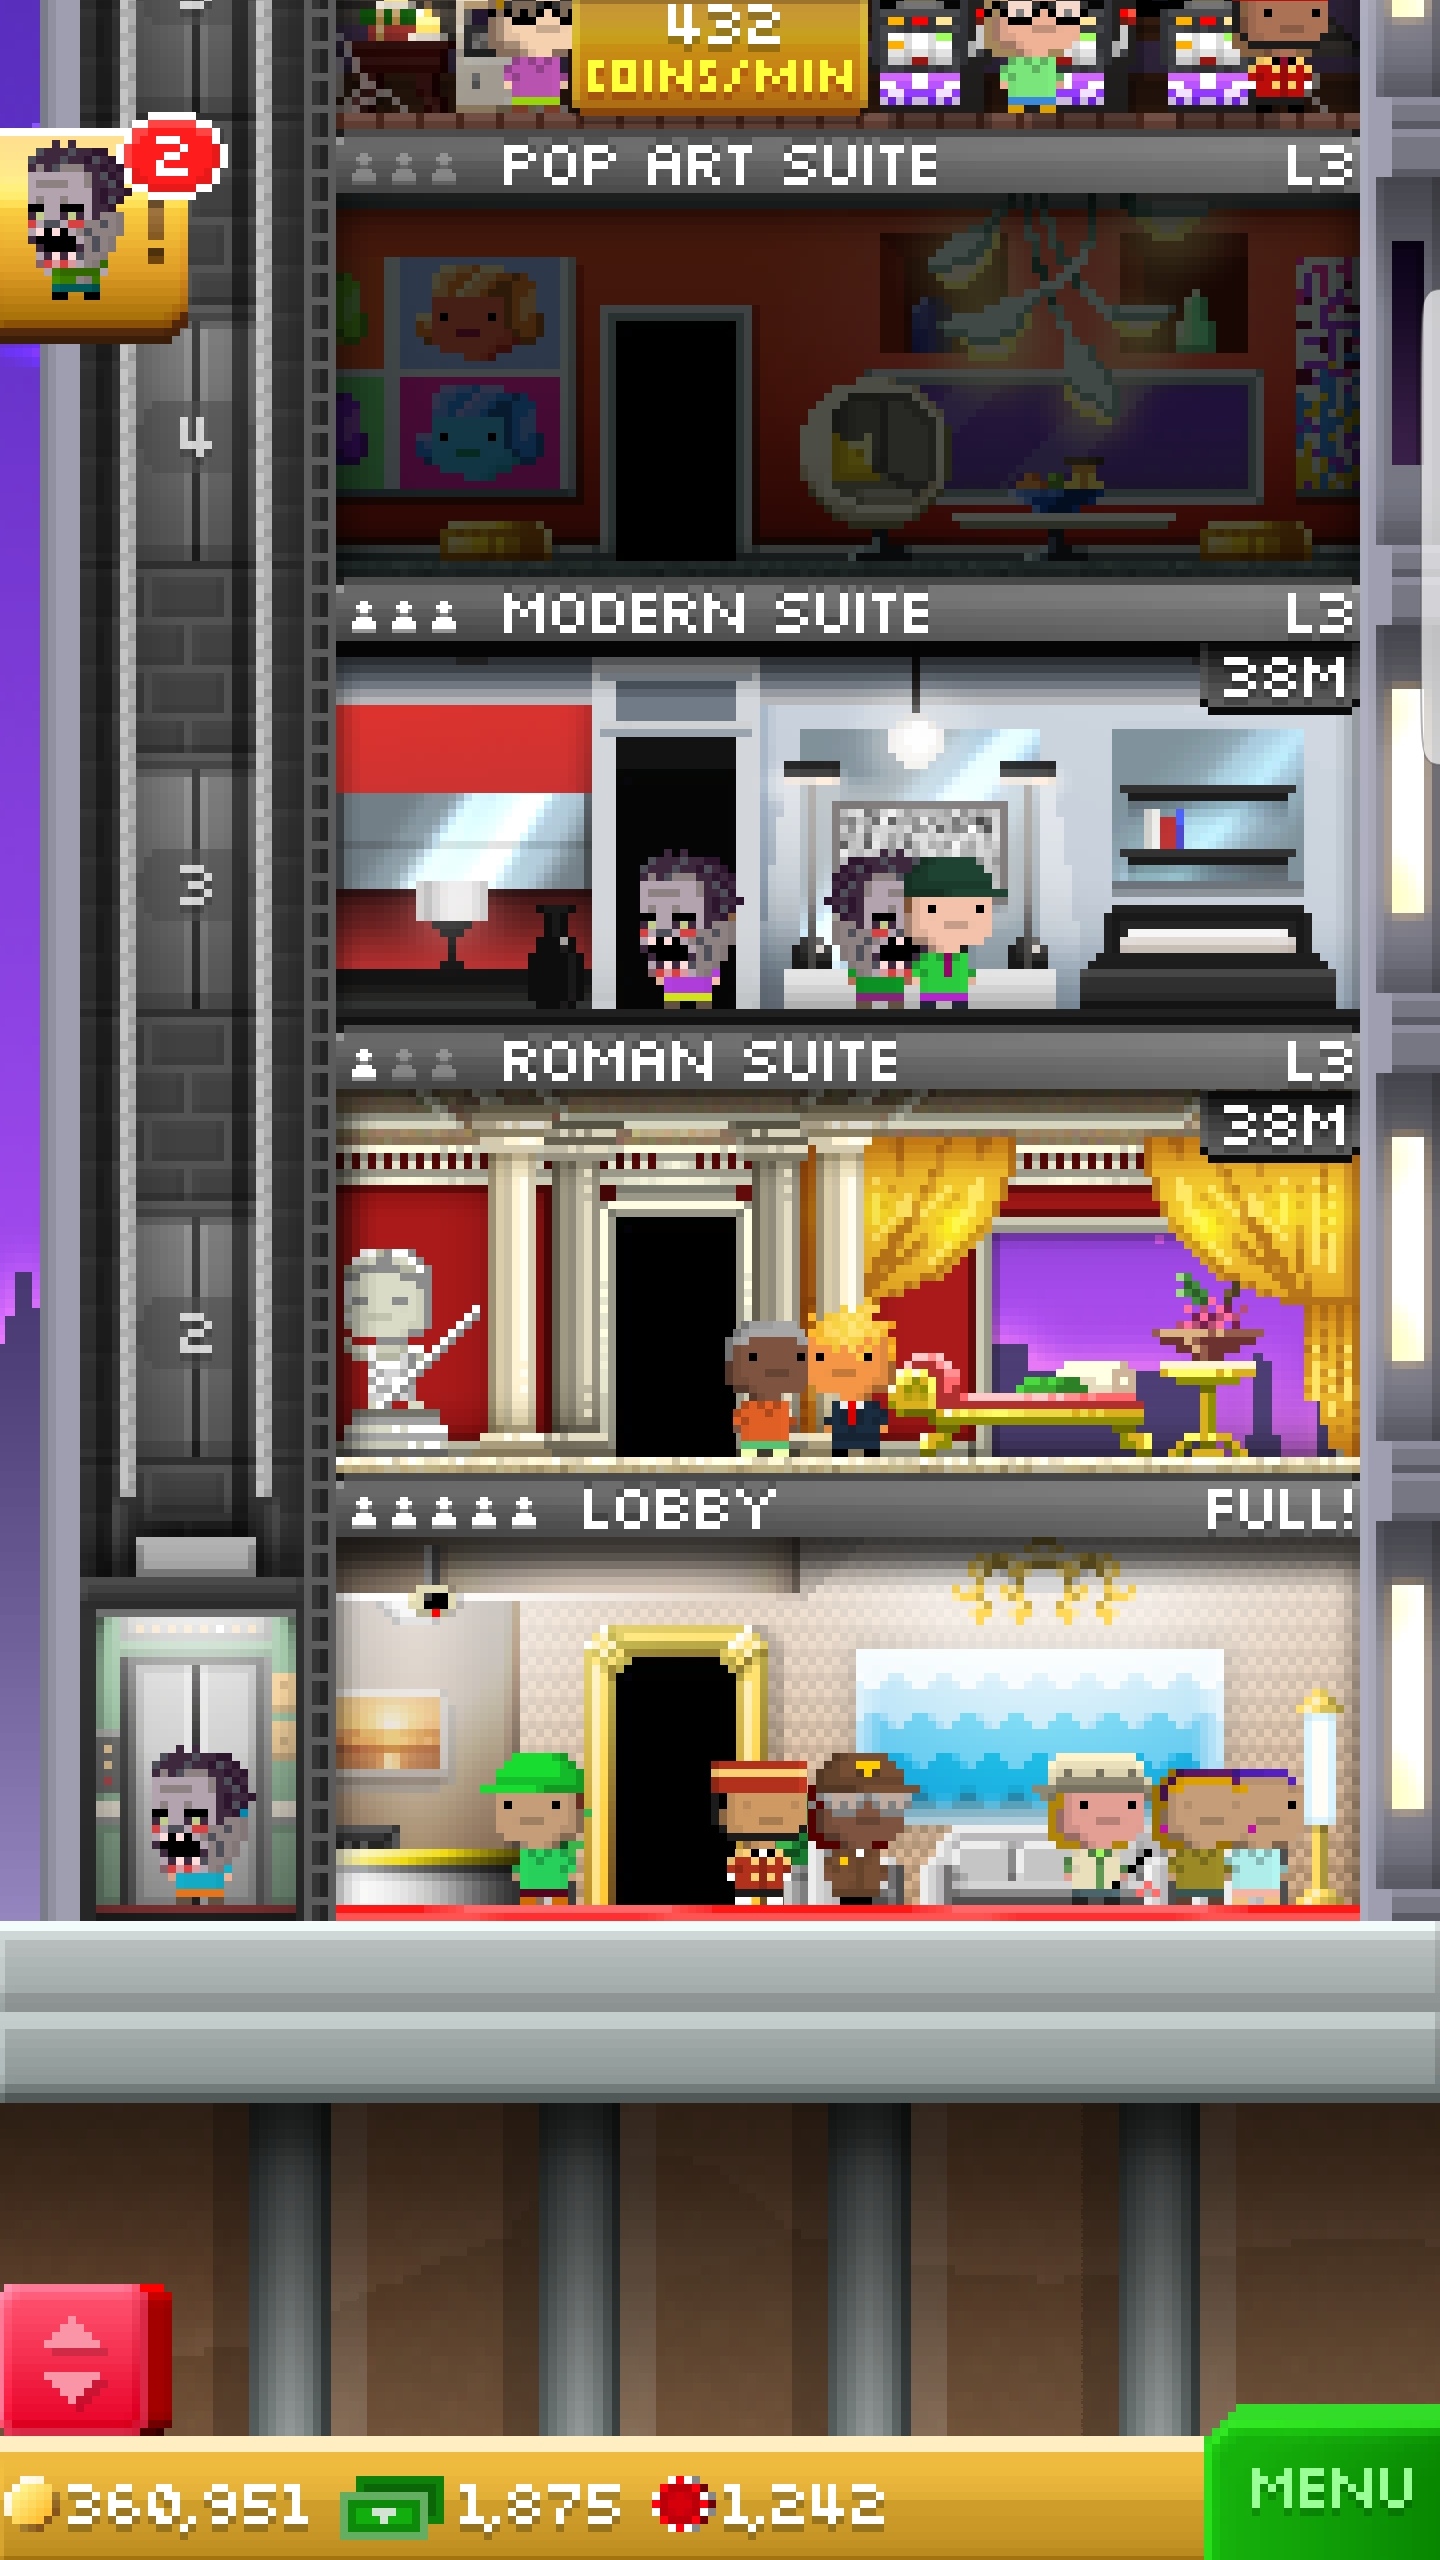 432
COINS/MIN
2
!
POP ART SUITE L3
4
MODERN SUITE L3
38M
3
ROMAN SUITE L3
38M
2
LOBBY FULL!
360,951 1,875 1,242
MENU